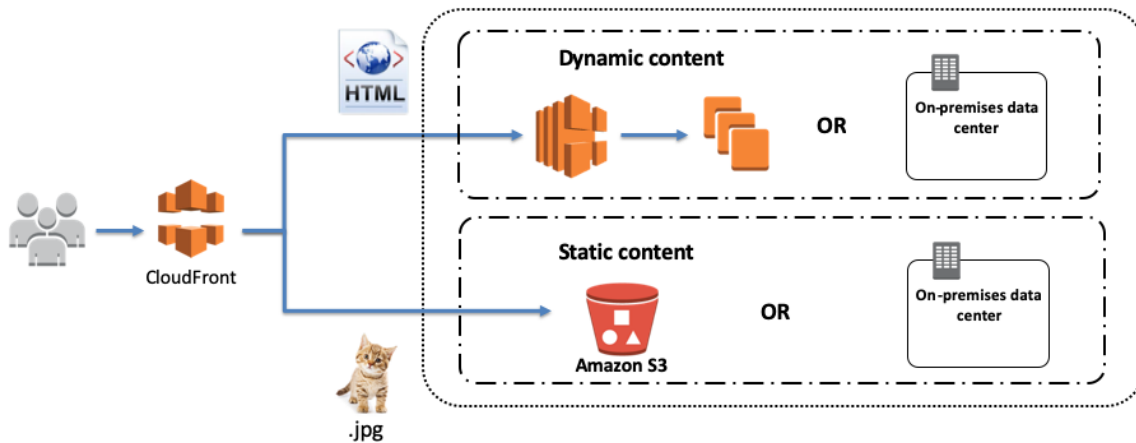 HTML
Dynamic content
OR
On-premises data
center
CloudFront
Static content
Amazon S3
OR
On-premises data
center
.jpg